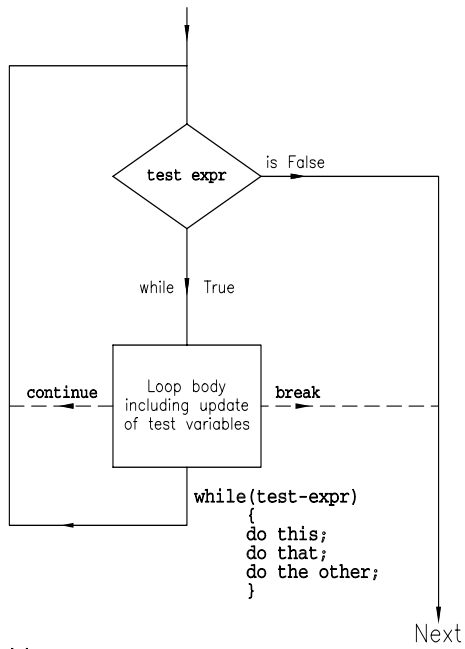 is False
test expr
while True
continue
Loop body
including update
of test variables
break
while(test-expr)
{
do this;
do that;
do the other;
}
Next